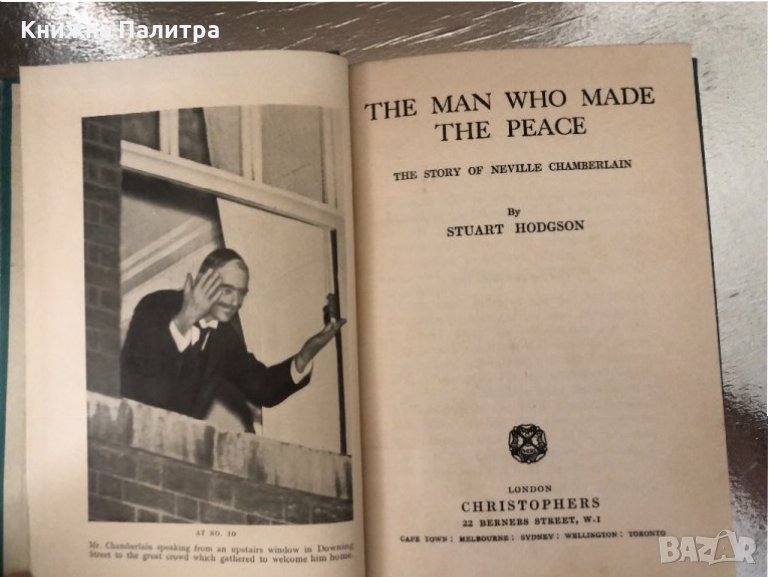 Книжна Палитра
AT NO. 10
Mr. Chamberlain speaking from an upstairs window in Downing
Street to the great crowd which gathered to welcome him home.
THE MAN WHO MADE
THE PEACE
THE STORY OF NEVILLE CHAMBERLAIN
By
STUART HODGSON
LONDON
CHRISTOPHERS
22 BERNERS STREET, W.1
CAPE TOWN : MELBOURNE : SYDNEY : WELLINGTON : TORONTO
BAZAR